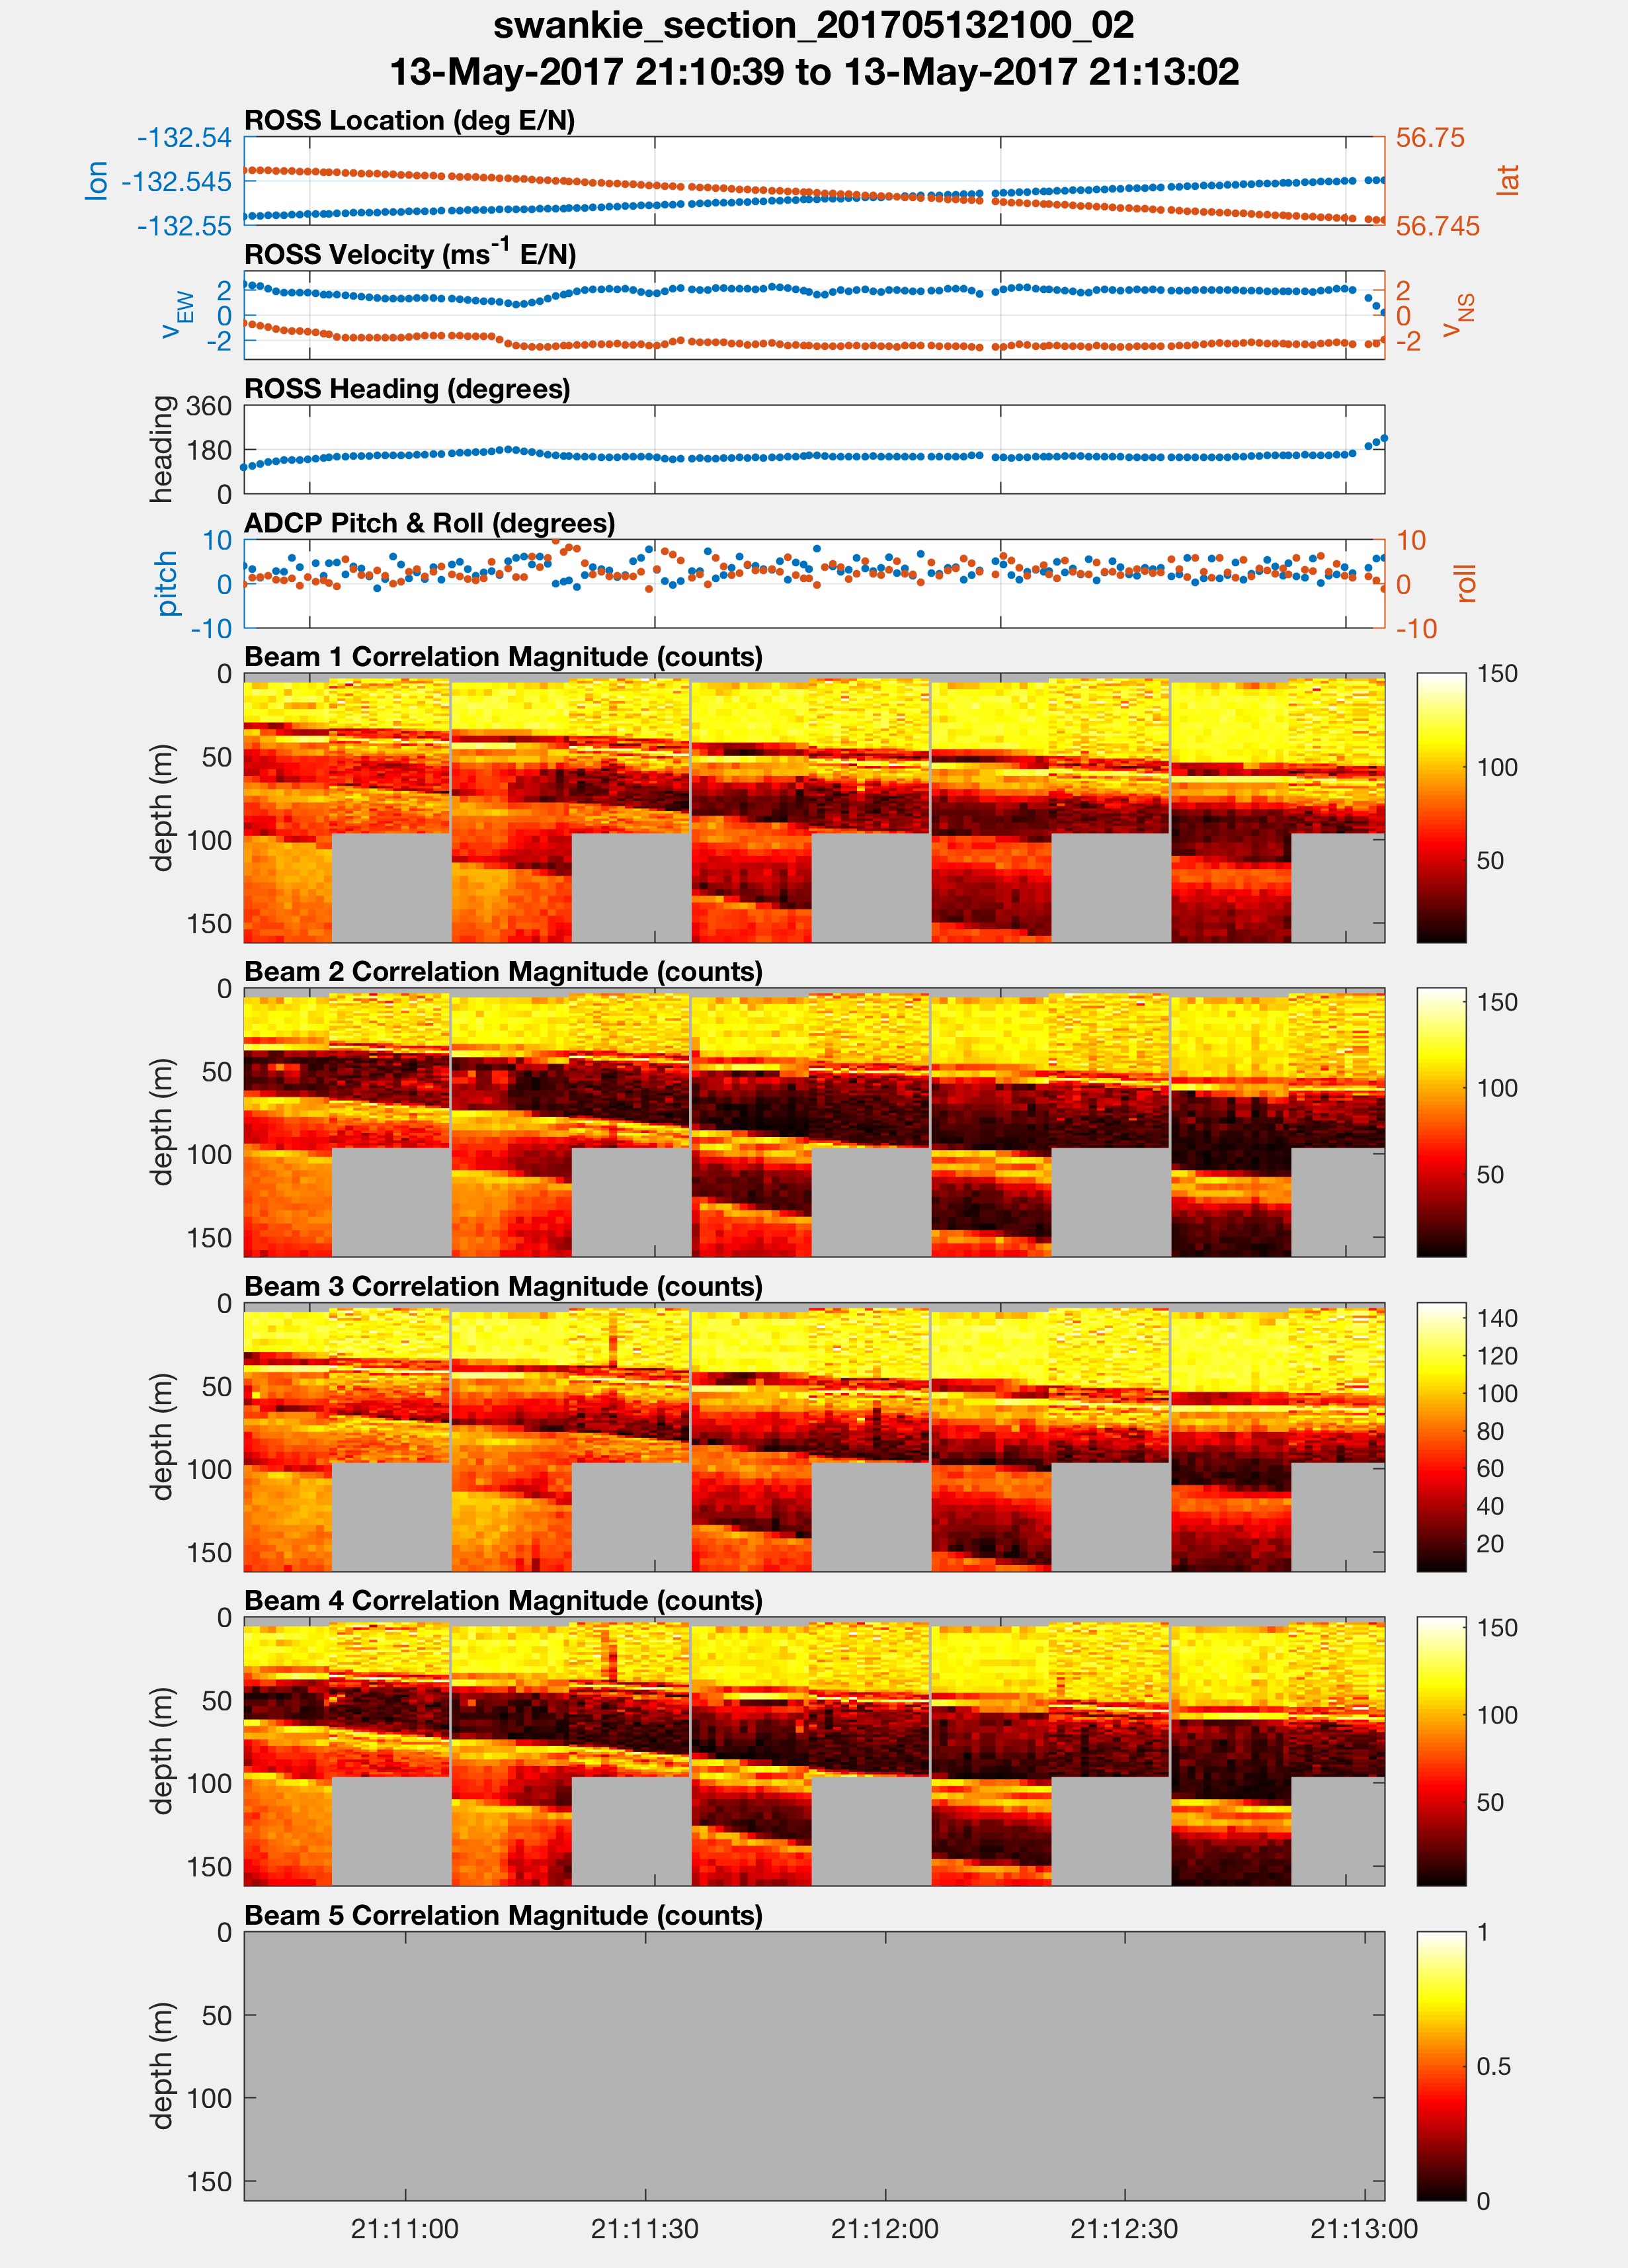 swankie_section_201705132100_02
13-May-2017 21:10:39 to 13-May-2017 21:13:02
ROSS Location (deg E/N)
-132.54
-132.545
-132.55
lon
56.75
56.745
lat
ROSS Velocity (ms-1 E/N)
2
0
-2
vEW
2
0
-2
vNS
ROSS Heading (degrees)
360
180
0
heading
ADCP Pitch & Roll (degrees)
10
0
-10
pitch
10
0
-10
roll
Beam 1 Correlation Magnitude (counts)
0
50
100
150
depth (m)
150
100
50
Beam 2 Correlation Magnitude (counts)
0
50
100
150
depth (m)
150
100
50
Beam 3 Correlation Magnitude (counts)
0
50
100
150
depth (m)
140
120
100
80
60
40
20
Beam 4 Correlation Magnitude (counts)
0
50
100
150
depth (m)
150
100
50
Beam 5 Correlation Magnitude (counts)
0
50
100
150
depth (m)
1
0.5
0
21:11:00
21:11:30
21:12:00
21:12:30
21:13:00